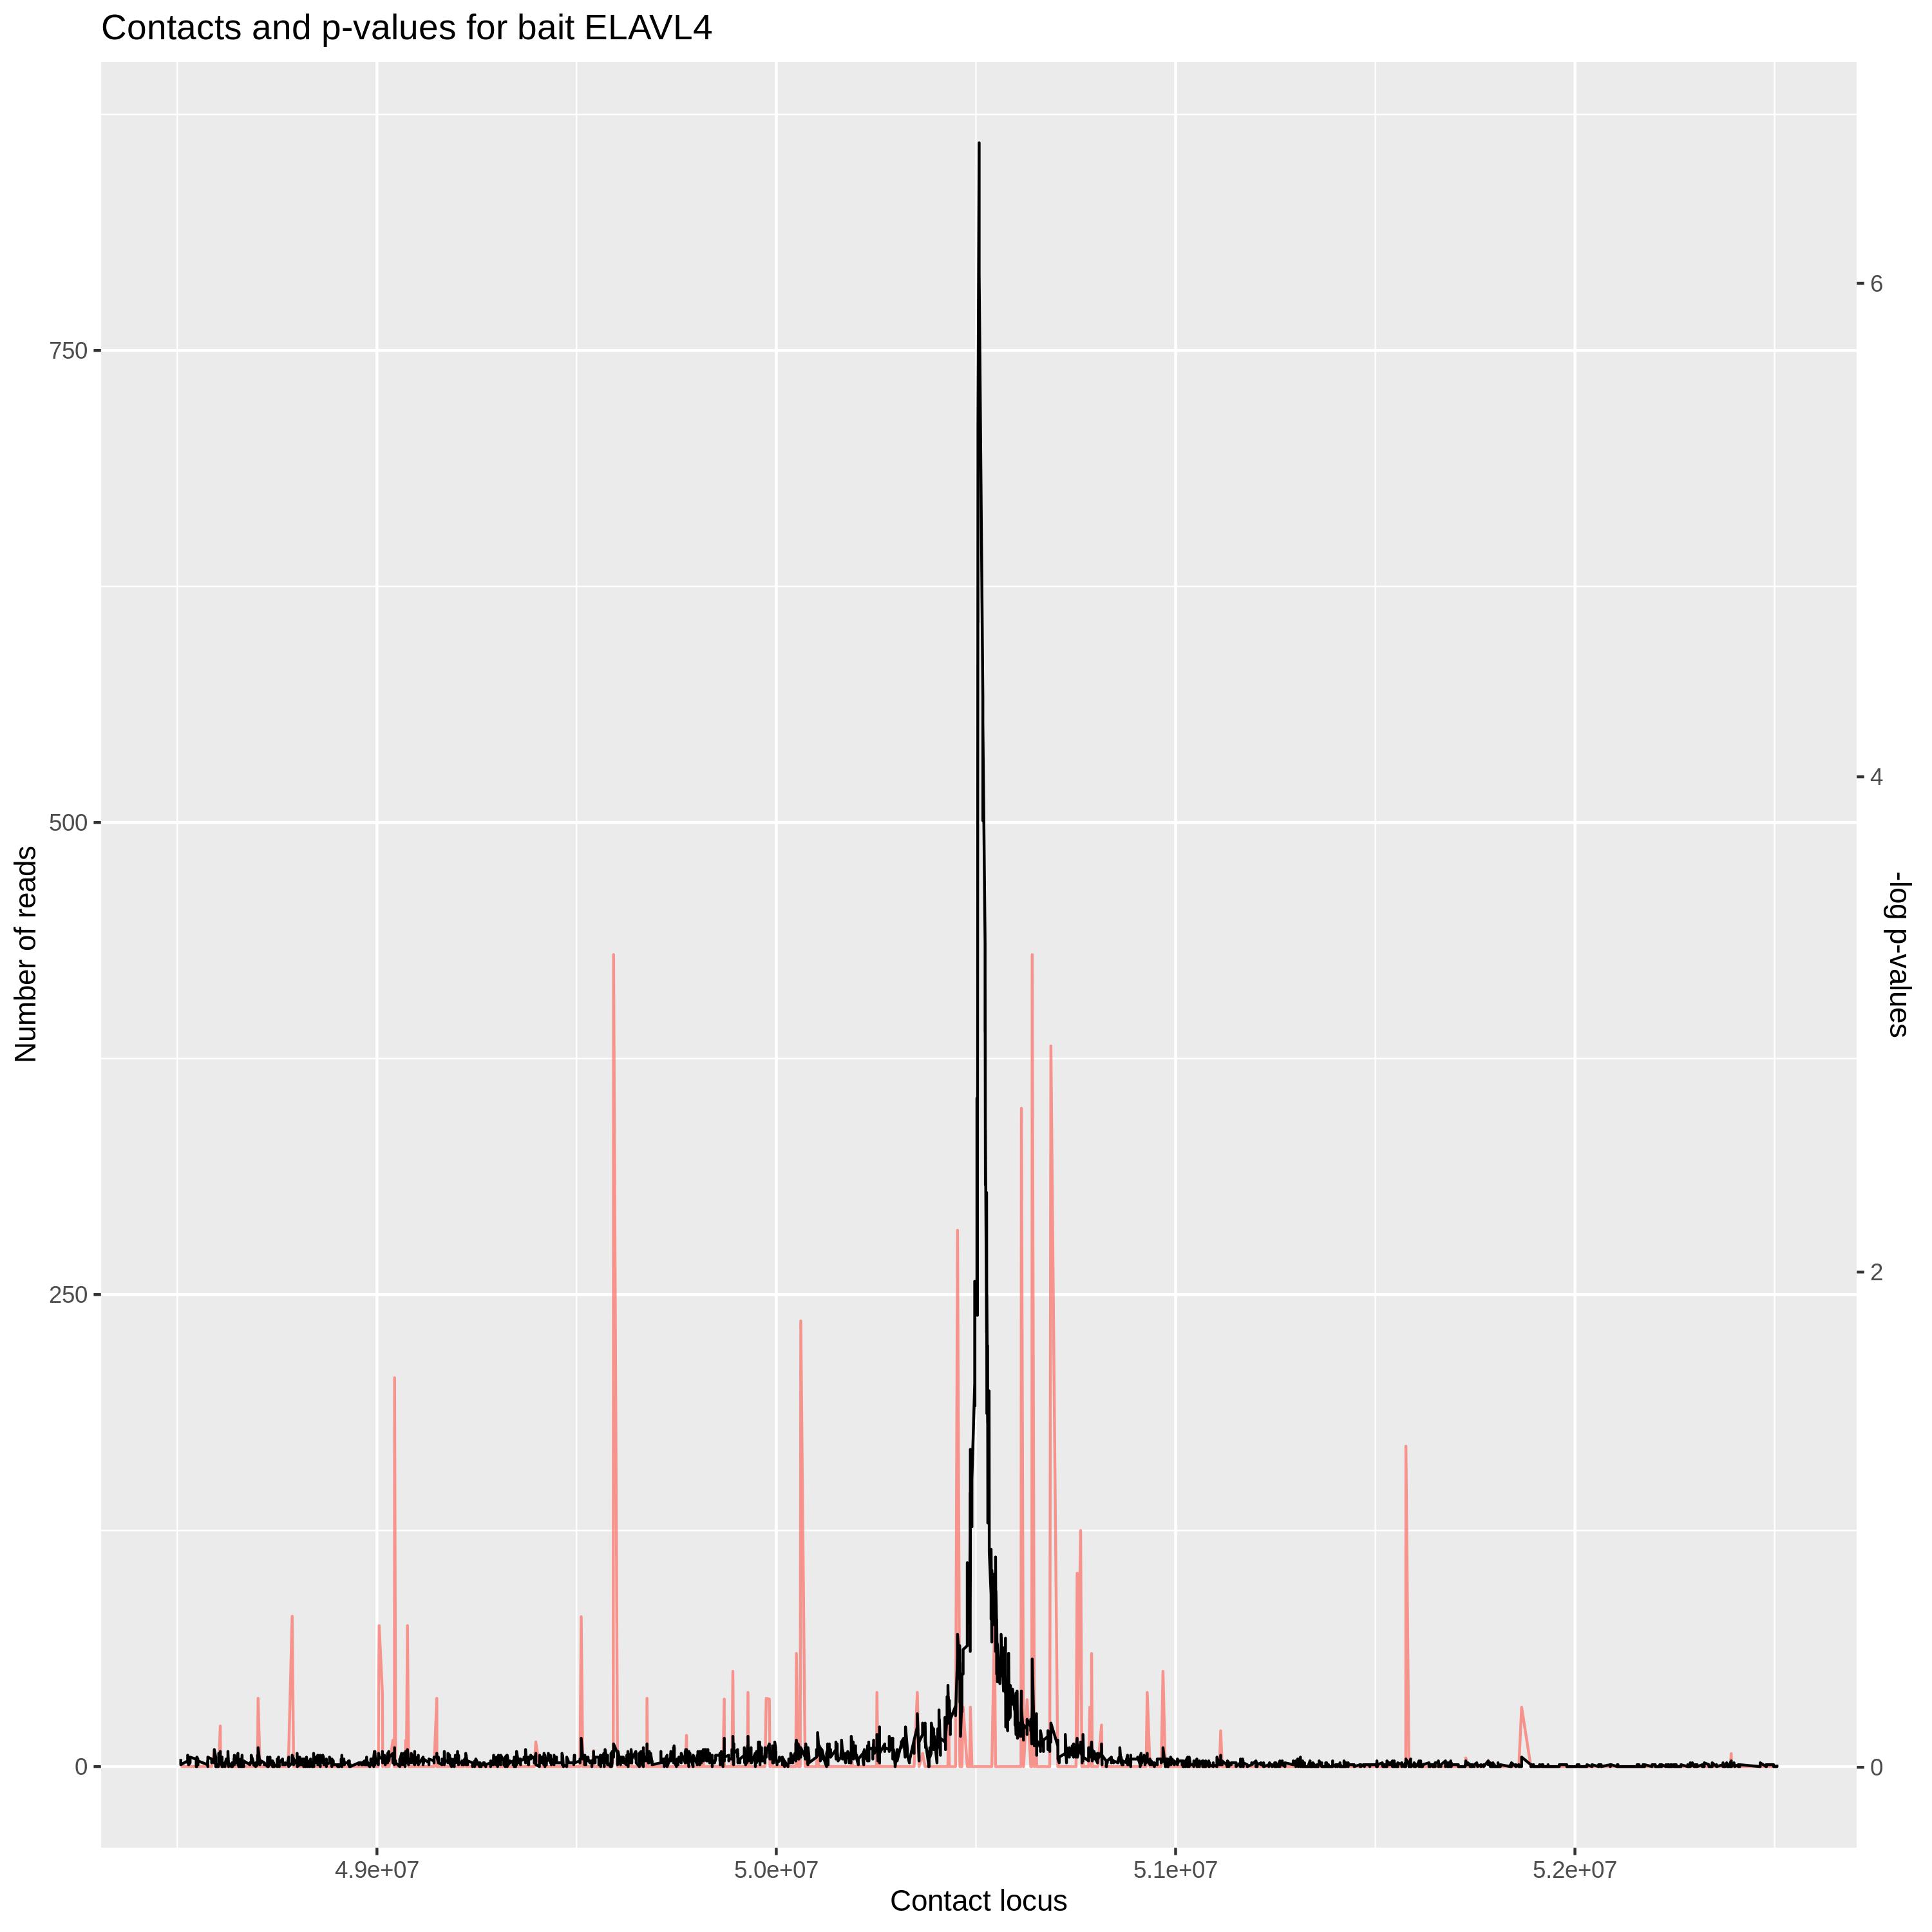 Contacts and p-values for bait ELAVL4
750
500
250
0
Number of reads
6
4
2
0
-log p-values
4.9e+07
5.0e+07
5.1e+07
5.2e+07
Contact locus